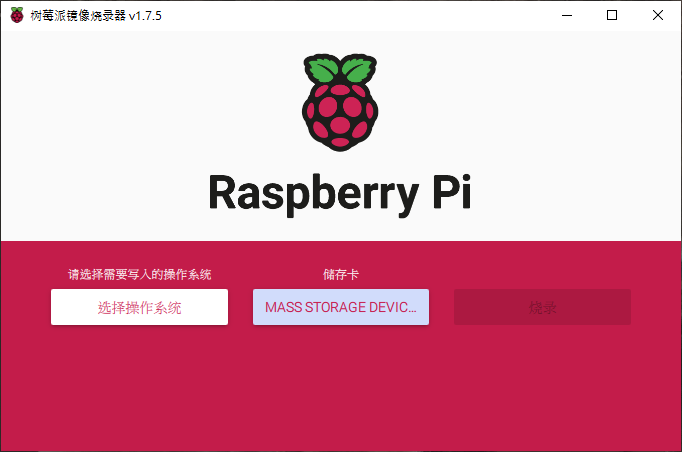 树莓派镜像烧录器 v1.7.5
Raspberry Pi
请选择需要写入的操作系统
储存卡
选择操作系统
MASS STORAGE DEVIC...
烧录